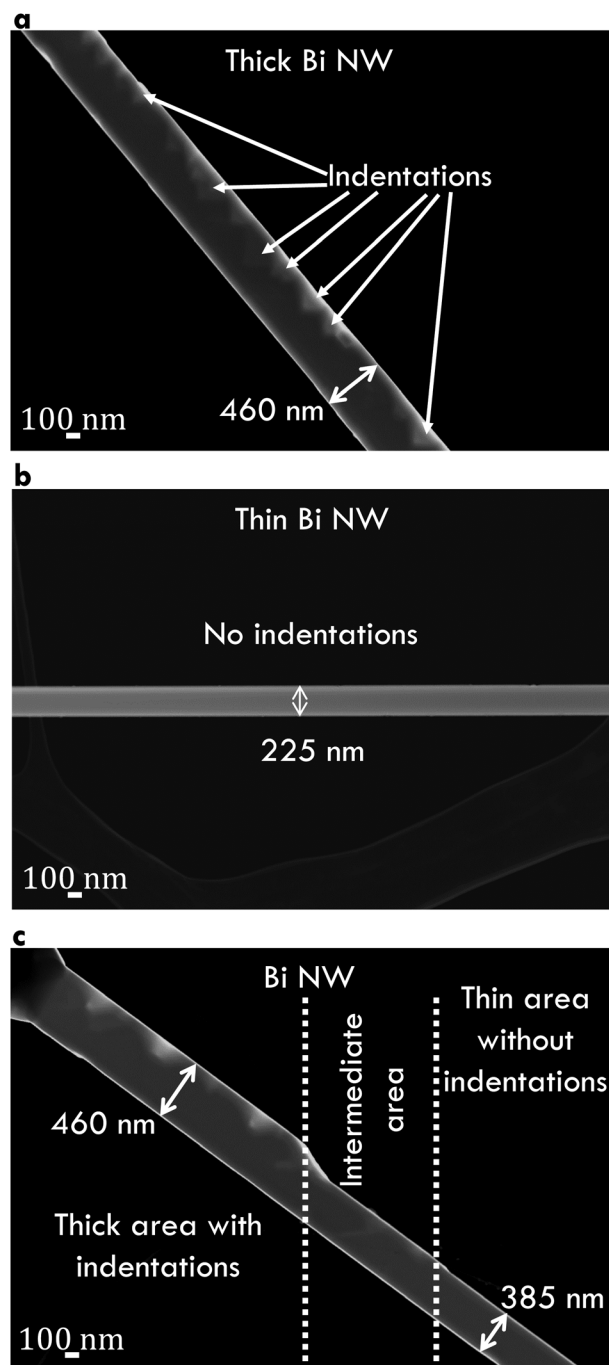 a
Thick Bi NW
Indentations
460 nm
100 nm
b
Thin Bi NW
No indentations
225 nm
100 nm
c
Bi NW
Thin area
without
indentations
Intermediate
area
460 nm
Thick area with
indentations
385 nm
100 nm